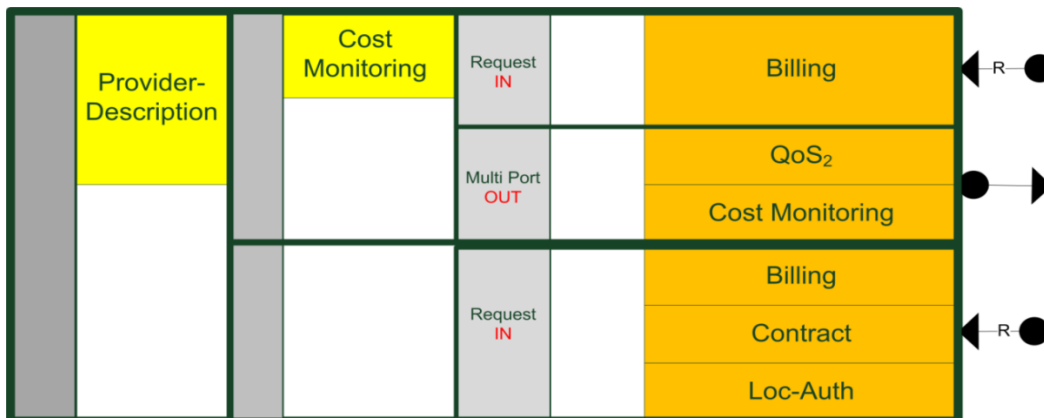 Provider-
Description
Cost
Monitoring
Request
IN
Billing
R
Multi Port
OUT
QoS₂
Cost Monitoring
Request
IN
Billing
Contract
Loc-Auth
R